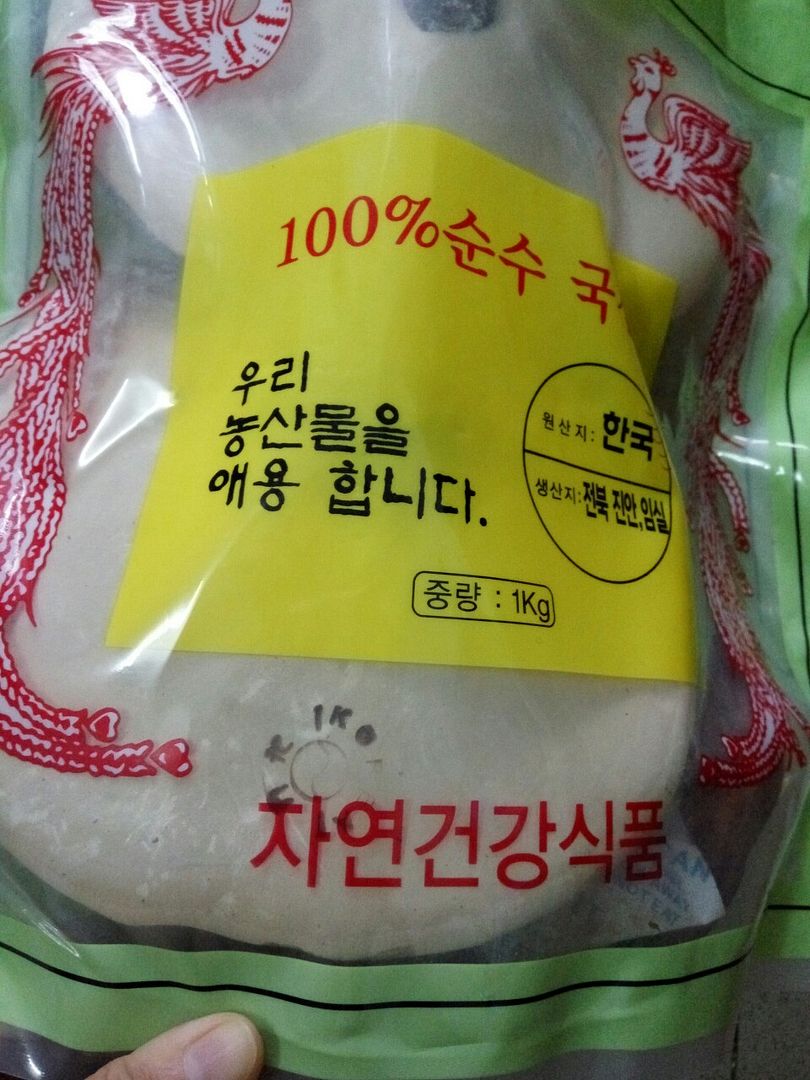 100%순수 국
우리
농산물을
애용 합니다.
원산지: 한국
생산지: 전북 진안,임실
중량 : 1Kg
자연건강식품